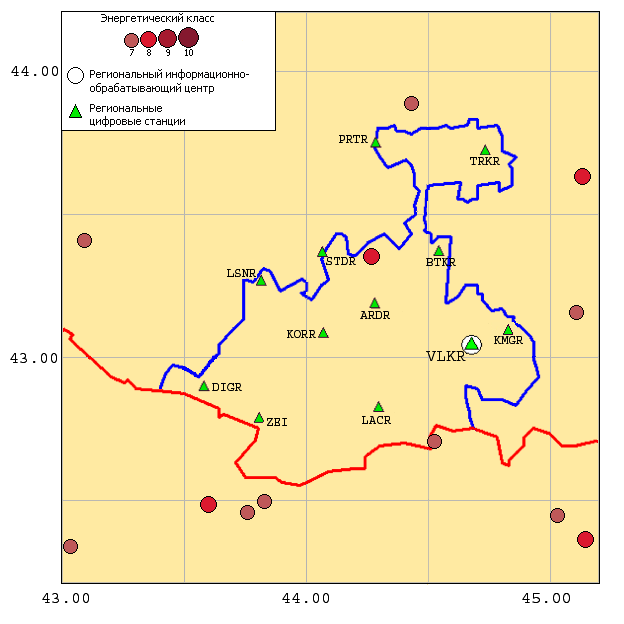 Энергетический класс
7 8 9 10
Региональный информационно-
обрабатывающий центр
Региональные
цифровые станции
44.00
PRTR
TRKR
STDR
BTKR
LSNR
ARDR
KORR
KMGR
VLKR
43.00
DIGR
LACR
ZEI
43.00 44.00 45.00